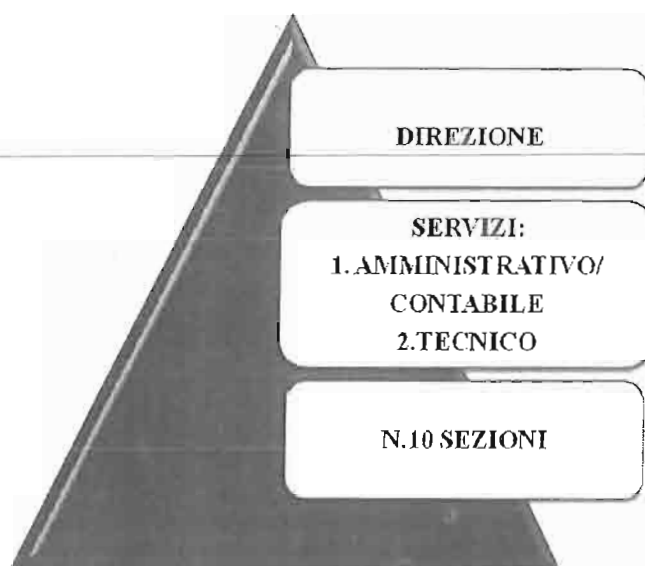 DIREZIONE
SERVIZI:
1. AMMINISTRATIVO/
CONTABILE
2.TECNICO
N.10 SEZIONI